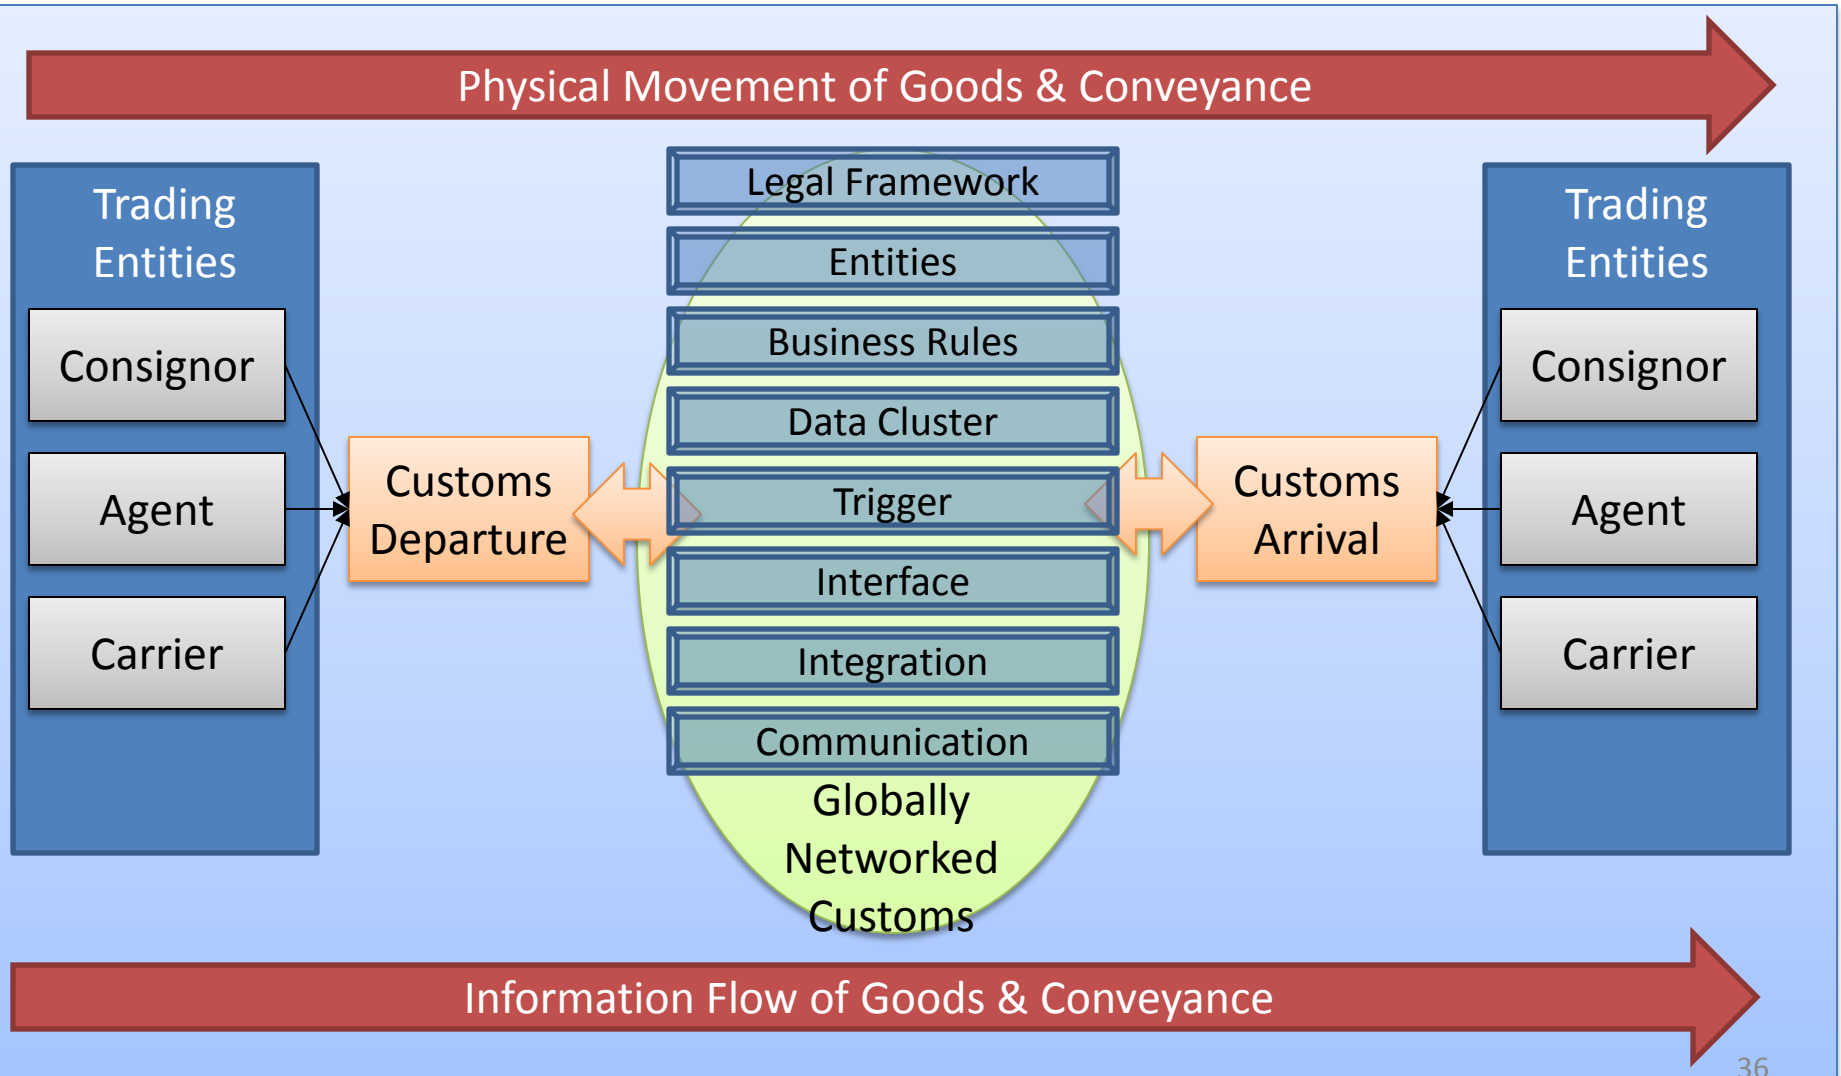 Physical Movement of Goods & Conveyance
Trading
Entities
Consignor
Agent
Carrier
Customs
Departure
Legal Framework
Entities
Business Rules
Data Cluster
Trigger
Interface
Integration
Communication
Globally
Networked
Customs
Customs
Arrival
Trading
Entities
Consignor
Agent
Carrier
Information Flow of Goods & Conveyance
36